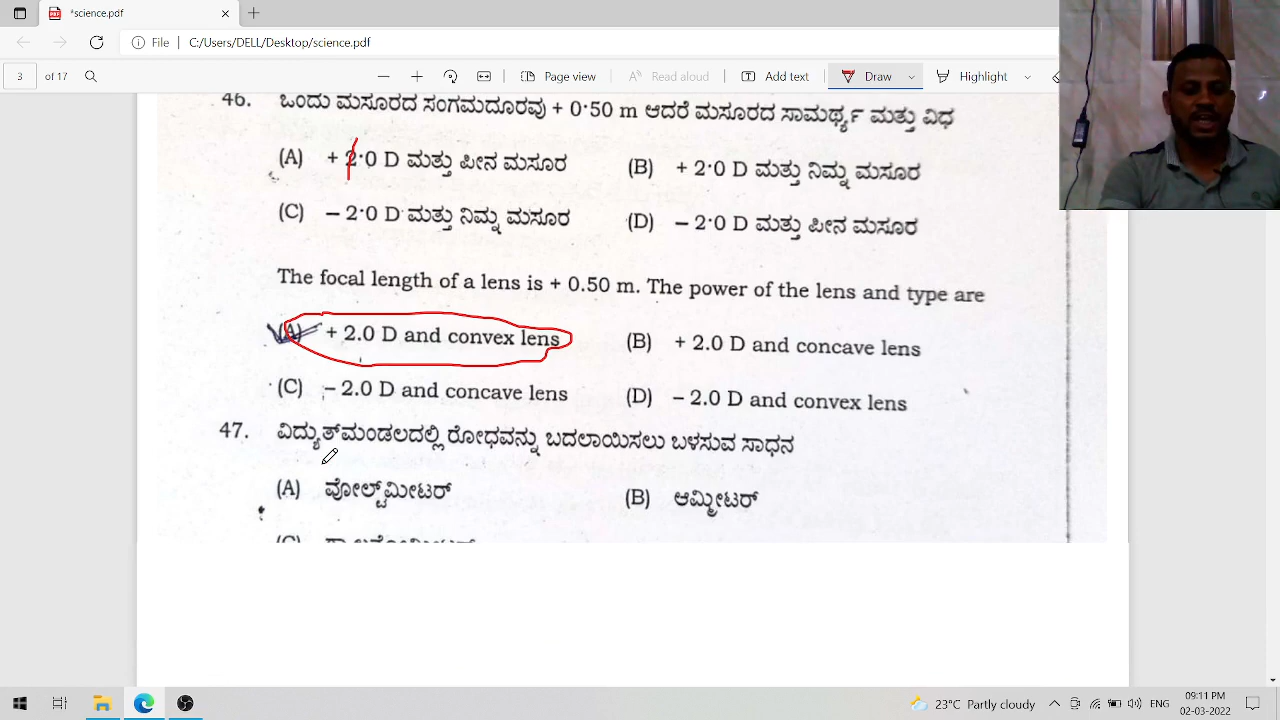 *science.pdf
File
C:/Users/DELL/Desktop/science.pdf
3 of 17
Page view
Read aloud
Add text
Draw
Highlight
46. ಒಂದು ಮಸೂರದ ಸಂಗಮದೂರವು + 0·50 m ಆದರೆ ಮಸೂರದ ಸಾಮರ್ಥ್ಯ ಮತ್ತು ವಿಧ
(A) + 2·0 D ಮತ್ತು ಪೀನ ಮಸೂರ (B) + 2·0 D ಮತ್ತು ನಿಮ್ನ ಮಸೂರ
(C) – 2·0 D ಮತ್ತು ನಿಮ್ನ ಮಸೂರ (D) – 2·0 D ಮತ್ತು ಪೀನ ಮಸೂರ
The focal length of a lens is + 0.50 m. The power of the lens and type are
(A) + 2.0 D and convex lens (B) + 2.0 D and concave lens
(C) – 2.0 D and concave lens (D) – 2.0 D and convex lens
47. ವಿದ್ಯುತ್‌ಮಂಡಲದಲ್ಲಿ ರೋಧವನ್ನು ಬದಲಾಯಿಸಲು ಬಳಸುವ ಸಾಧನ
(A) ವೋಲ್ಟ್‌ಮೀಟರ್ (B) ಆಮ್ಮೀಟರ್
23°C Partly cloudy
ENG
09:11 PM
02-03-2022